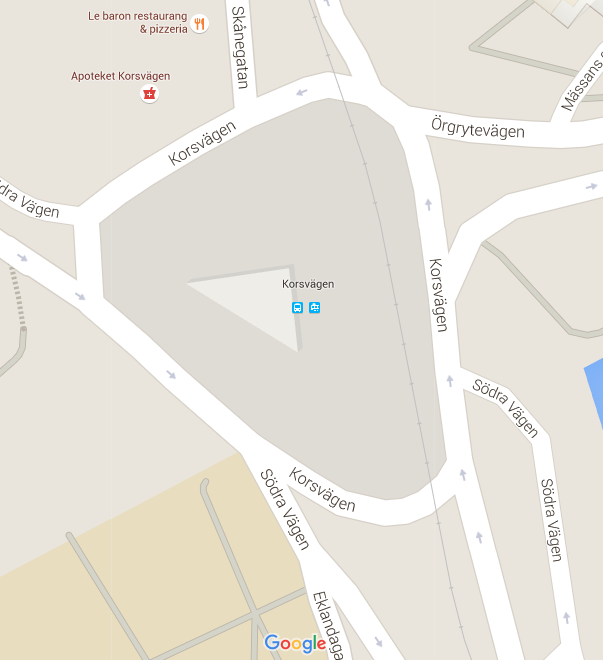 Le baron restaurang
& pizzeria
Skånegatan
Apoteket Korsvägen
Mässans
Örgrytevägen
Korsvägen
dra Vägen
Korsvägen
Korsvägen
Södra Vägen
Södra Vägen
Korsvägen
Södra Vägen
Eklandaga
Google